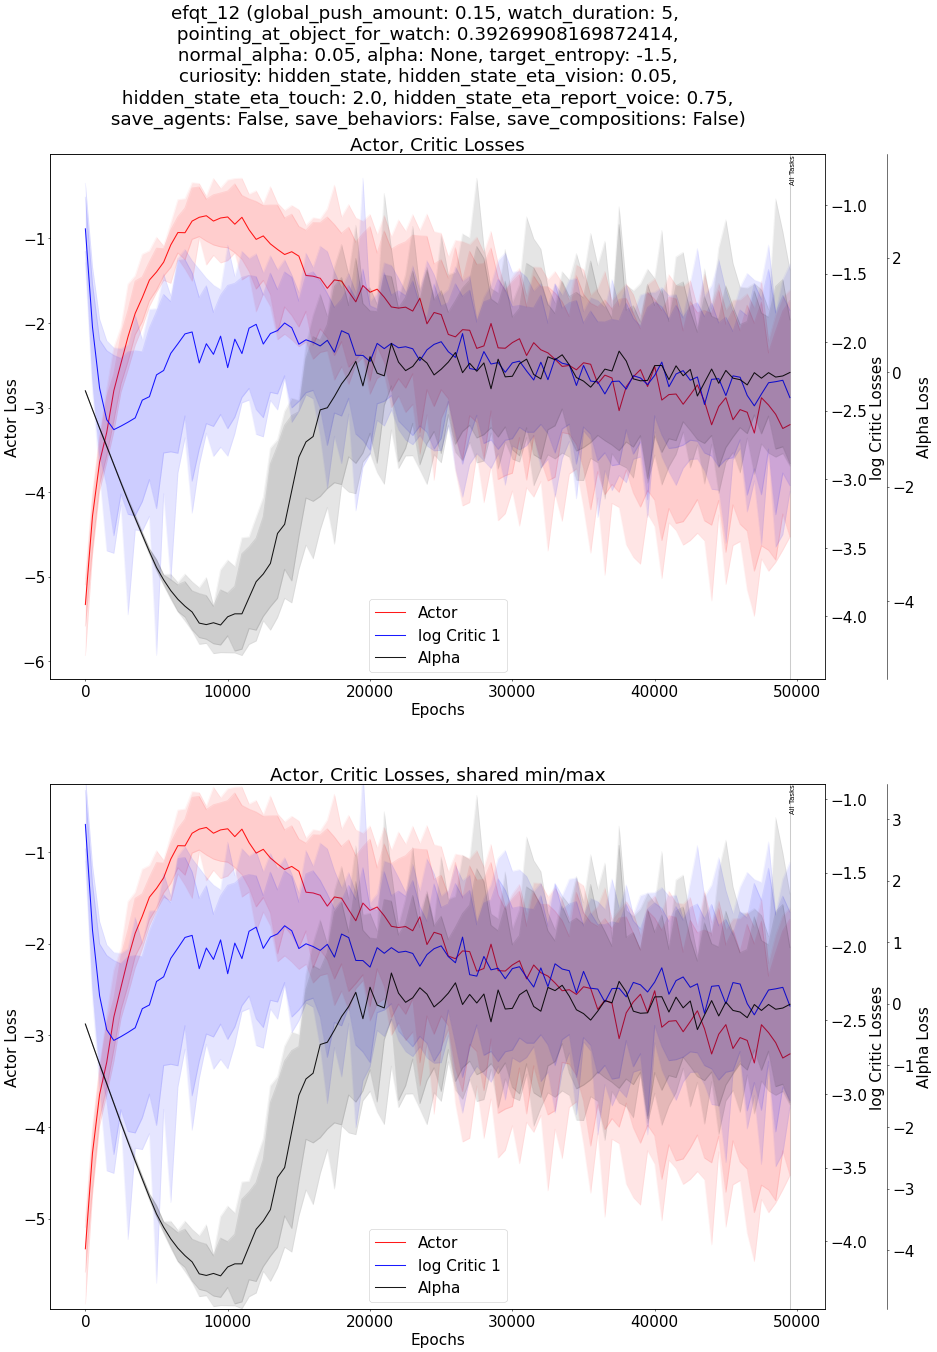 efqt_12 (global_push_amount: 0.15, watch_duration: 5,
pointing_at_object_for_watch: 0.39269908169872414,
normal_alpha: 0.05, alpha: None, target_entropy: -1.5,
curiosity: hidden_state, hidden_state_eta_vision: 0.05,
hidden_state_eta_touch: 2.0, hidden_state_eta_report_voice: 0.75,
save_agents: False, save_behaviors: False, save_compositions: False)
Actor, Critic Losses
All Tasks
−1
−2
−3
−4
−5
−6
Actor Loss
−1.0
−1.5
−2.0
−2.5
−3.0
−3.5
−4.0
log Critic Losses
2
0
−2
−4
Alpha Loss
Actor
log Critic 1
Alpha
0 10000 20000 30000 40000 50000
Epochs
Actor, Critic Losses, shared min/max
All Tasks
−1
−2
−3
−4
−5
Actor Loss
−1.0
−1.5
−2.0
−2.5
−3.0
−3.5
−4.0
log Critic Losses
3
2
1
0
−1
−2
−3
−4
Alpha Loss
Actor
log Critic 1
Alpha
0 10000 20000 30000 40000 50000
Epochs